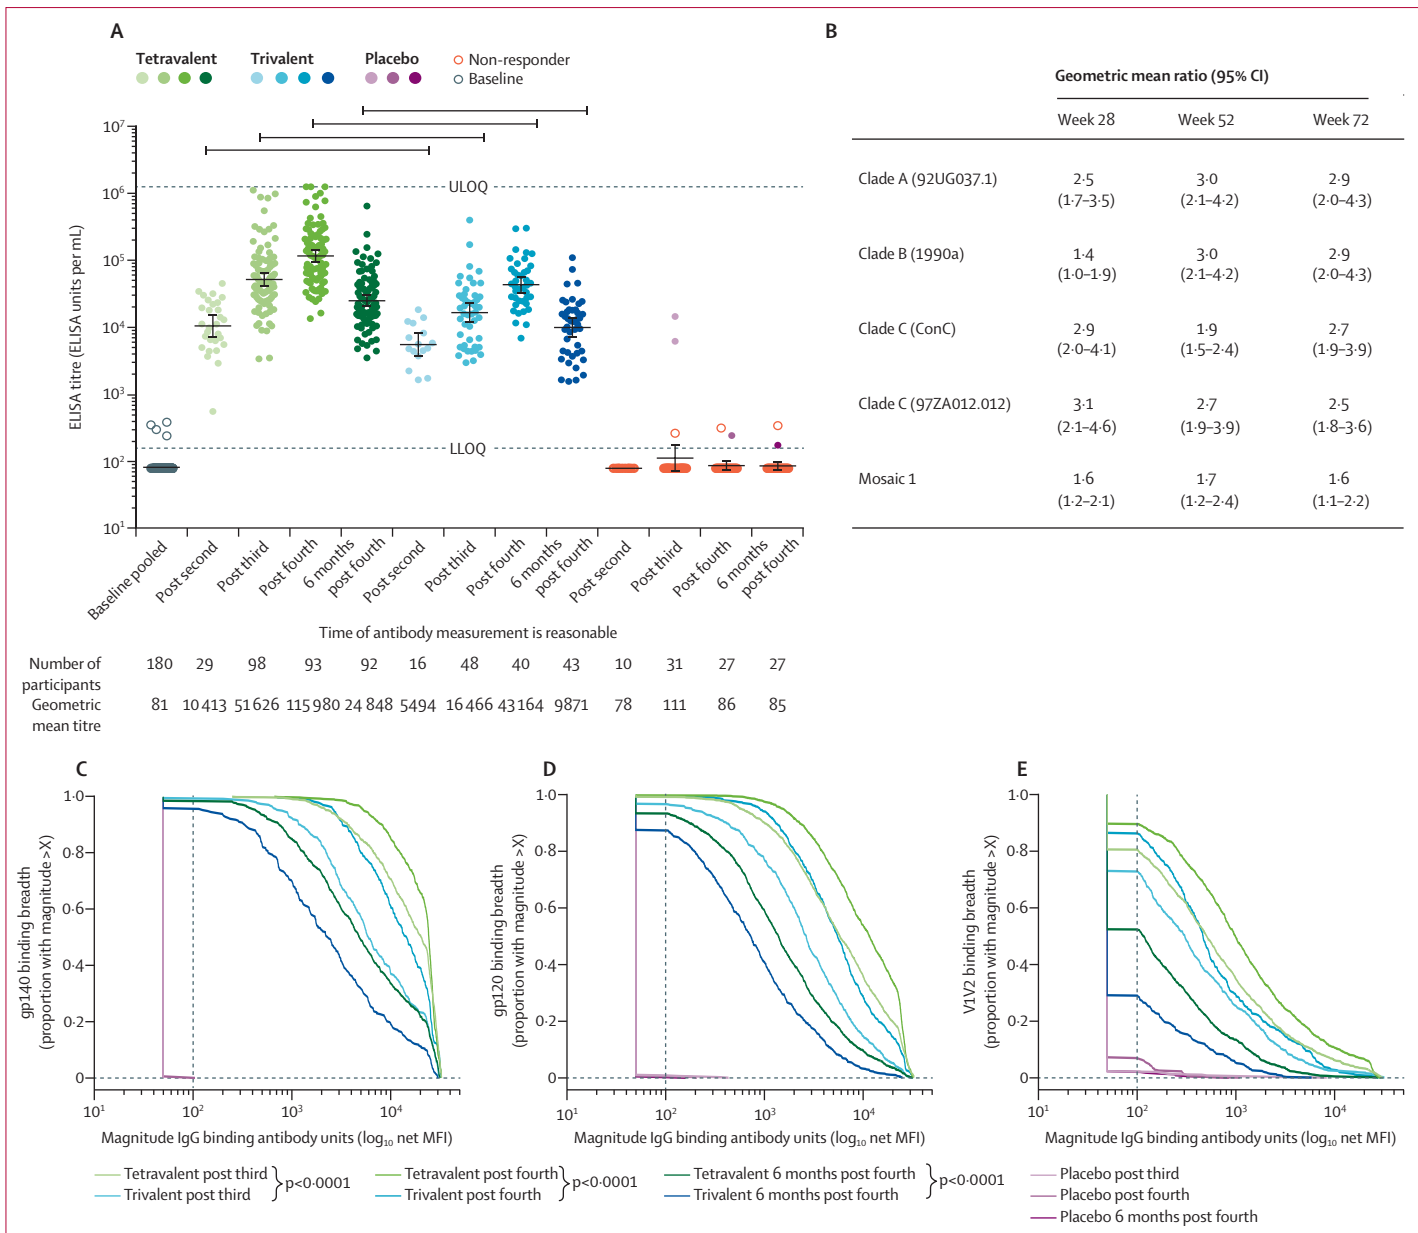 A
Tetravalent
Trivalent
Placebo
Non-responder
Baseline
ELISA titre (ELISA units per mL)
10⁷
10⁶
10⁵
10⁴
10³
10²
10¹
ULOQ
LLOQ
Baseline pooled
Post second
Post third
Post fourth
6 months
post fourth
Post second
Post third
Post fourth
6 months
post fourth
Post second
Post third
Post fourth
6 months
post fourth
Time of antibody measurement is reasonable
Number of participants 180 29 98 93 92 16 48 40 43 10 31 27 27
Geometric mean titre 81 10 413 51 626 115 980 24 848 5494 16 466 43 164 9871 78 111 86 85
B
Geometric mean ratio (95% CI)
Week 28 Week 52 Week 72
Clade A (92UG037.1) 2·5 3·0 2·9
(1·7–3·5) (2·1–4·2) (2·0–4·3)
Clade B (1990a) 1·4 3·0 2·9
(1·0–1·9) (2·1–4·2) (2·0–4·3)
Clade C (ConC) 2·9 1·9 2·7
(2·0–4·1) (1·5–2·4) (1·9–3·9)
Clade C (97ZA012.012) 3·1 2·7 2·5
(2·1–4·6) (1·9–3·9) (1·8–3·6)
Mosaic 1 1·6 1·7 1·6
(1·2–2·1) (1·2–2·4) (1·1–2·2)
C
gp140 binding breadth
(proportion with magnitude >X)
1·0
0·8
0·6
0·4
0·2
0
10¹ 10² 10³ 10⁴
Magnitude IgG binding antibody units (log₁₀ net MFI)
D
gp120 binding breadth
(proportion with magnitude >X)
1·0
0·8
0·6
0·4
0·2
0
10¹ 10² 10³ 10⁴
Magnitude IgG binding antibody units (log₁₀ net MFI)
E
V1V2 binding breadth
(proportion with magnitude >X)
1·0
0·8
0·6
0·4
0·2
0
10¹ 10² 10³ 10⁴
Magnitude IgG binding antibody units (log₁₀ net MFI)
Tetravalent post third
Trivalent post third
p<0·0001
Tetravalent post fourth
Trivalent post fourth
p<0·0001
Tetravalent 6 months post fourth
Trivalent 6 months post fourth
p<0·0001
Placebo post third
Placebo post fourth
Placebo 6 months post fourth